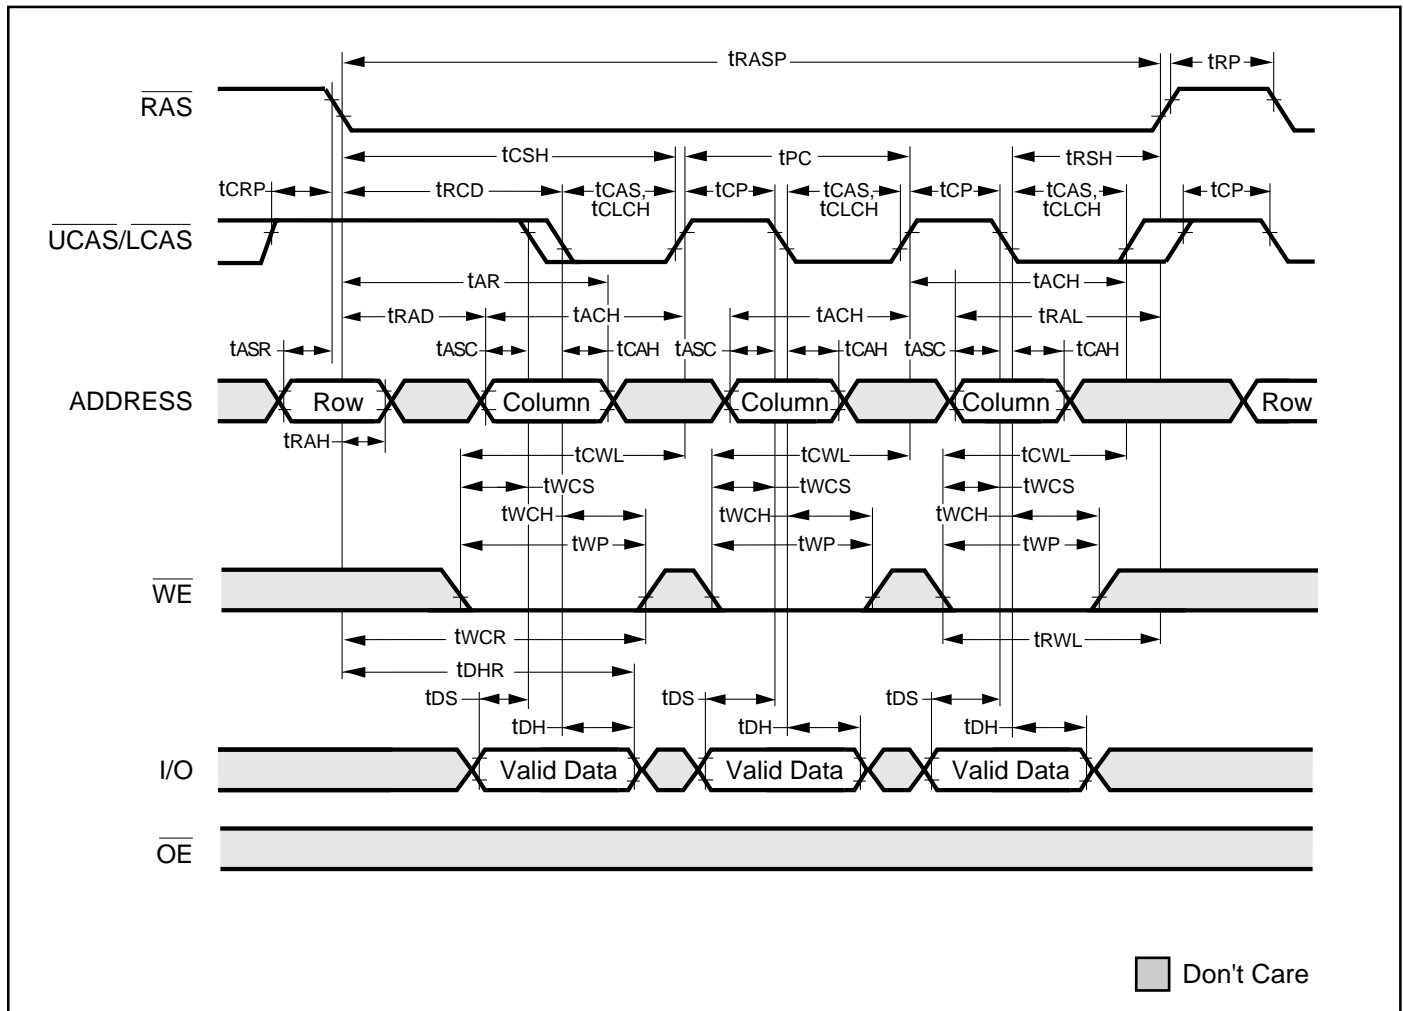 tRASP tRP
RAS
tCSH tPC tRSH
tCRP tRCD tCAS, tCP tCAS, tCP tCAS, tCP
tCLCH tCLCH tCLCH
UCAS/LCAS
tAR tACH
tRAD tACH tACH tRAL
tASR tASC tCAH tASC tCAH tASC tCAH
ADDRESS Row Column Column Column Row
tRAH
tCWL tCWL tCWL
tWCS tWCS tWCS
tWCH tWCH tWCH
tWP tWP tWP
WE
tWCR tRWL
tDHR
tDS tDS tDS
tDH tDH tDH
I/O Valid Data Valid Data Valid Data
OE
Don't Care